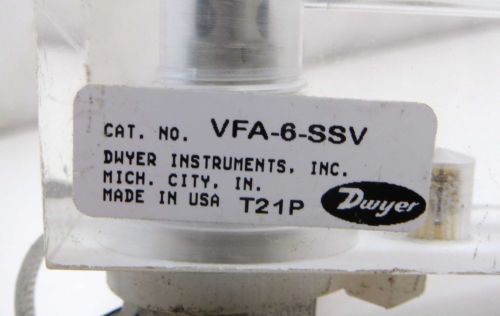 CAT. NO. VFA-6-SSV
DWYER INSTRUMENTS, INC.
MICH. CITY, IN.
MADE IN USA T21P Dwyer